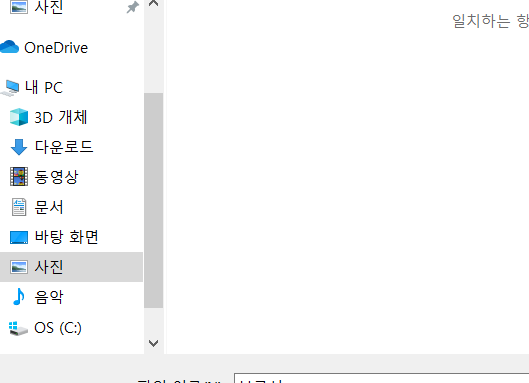 사진
일치하는 항
OneDrive
내 PC
3D 개체
다운로드
동영상
문서
바탕 화면
사진
음악
OS (C:)